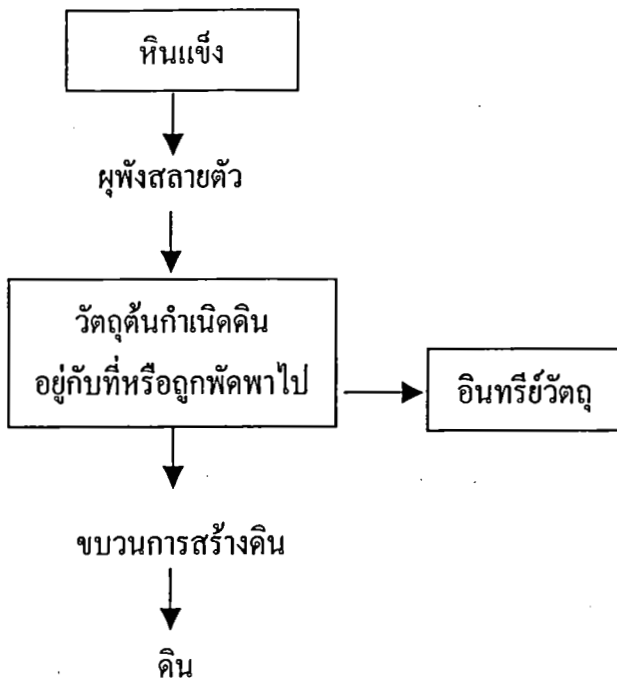 หินแข็ง
ผุพังสลายตัว
วัตถุต้นกำเนิดดิน
อยู่กับที่หรือถูกพัดพาไป
อินทรีย์วัตถุ
ขบวนการสร้างดิน
ดิน